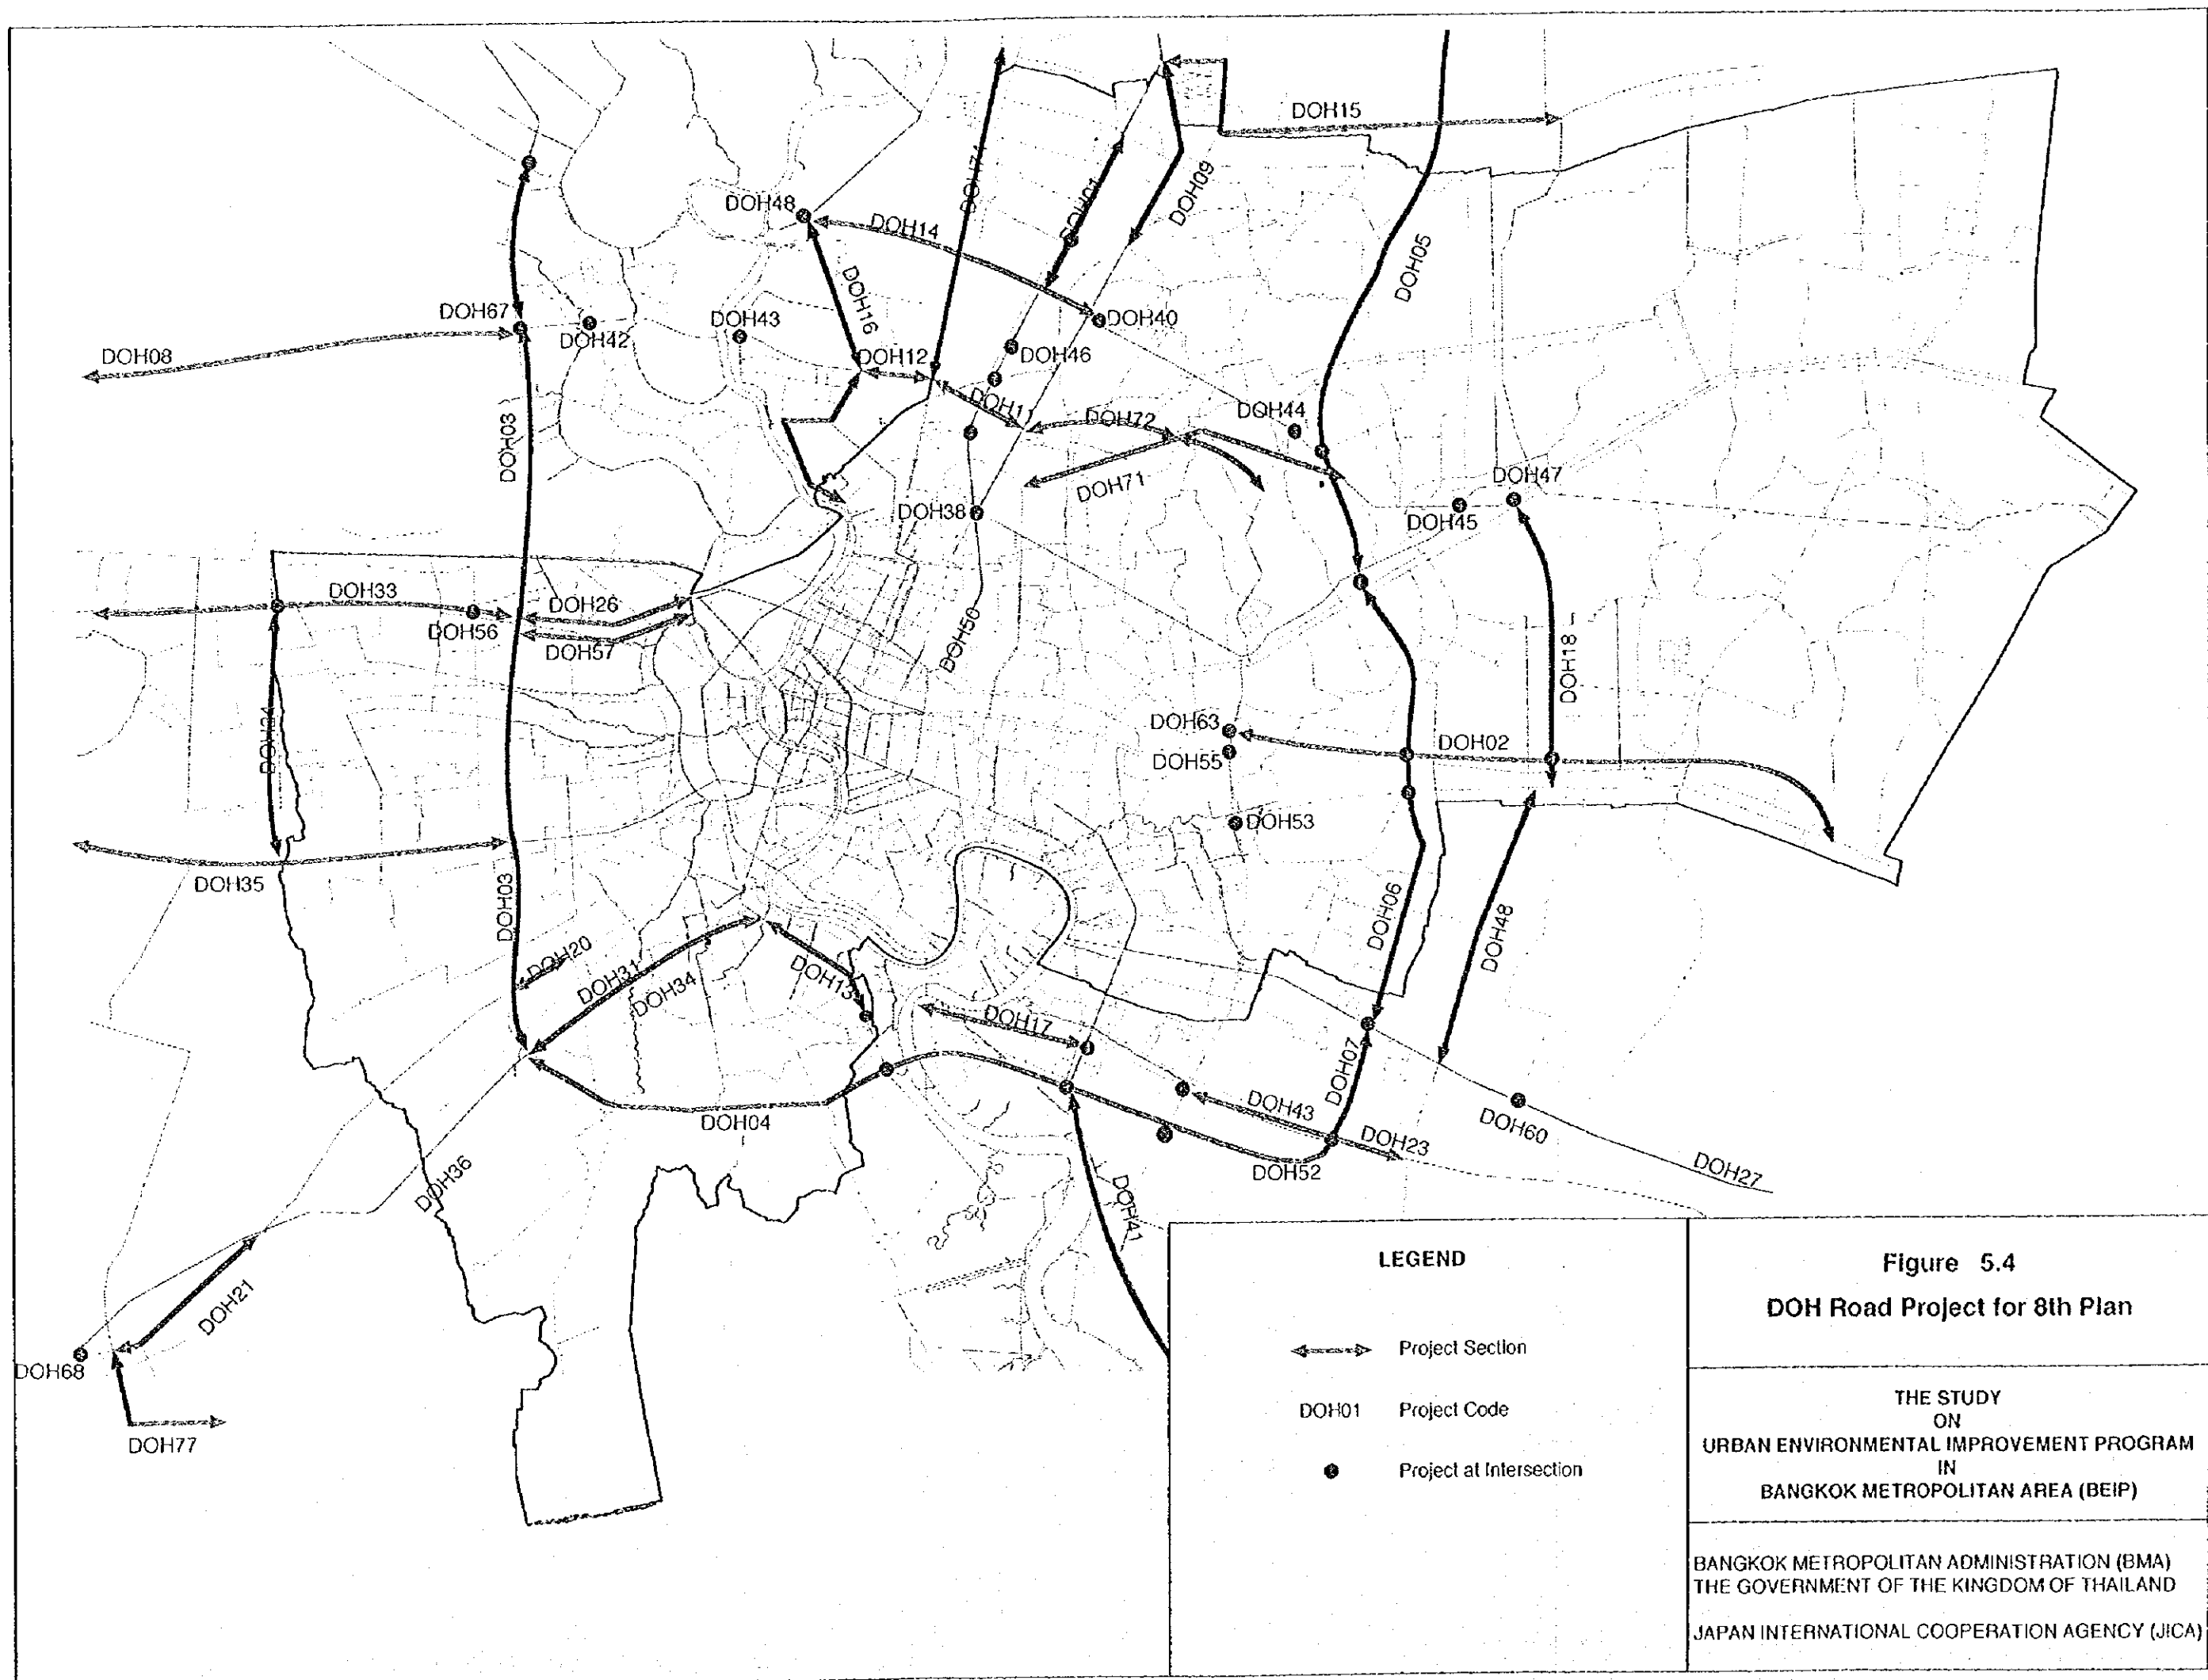 DOH15
DOH74
DOH01
DOH09
DOH48
DOH14
DOH05
DOH16
DOH67
DOH42
DOH43
DOH40
DOH46
DOH08
DOH12
DOH11
DOH72
DOH44
DOH03
DOH71
DOH47
DOH38
DOH45
DOH33
DOH26
DOH56
DOH57
DOH50
DOH18
DOH63
DOH02
DOH55
DOH53
DOH35
DOH03
DOH06
DOH48
DOH20
DOH31
DOH34
DOH13
DOH17
DOH07
DOH04
DOH43
DOH23
DOH60
DOH52
DOH27
DOH36
DOH41
DOH21
DOH68
DOH77
LEGEND
Project Section
DOH01 Project Code
Project at Intersection
Figure 5.4
DOH Road Project for 8th Plan
THE STUDY
ON
URBAN ENVIRONMENTAL IMPROVEMENT PROGRAM
IN
BANGKOK METROPOLITAN AREA (BEIP)
BANGKOK METROPOLITAN ADMINISTRATION (BMA)
THE GOVERNMENT OF THE KINGDOM OF THAILAND
JAPAN INTERNATIONAL COOPERATION AGENCY (JICA)